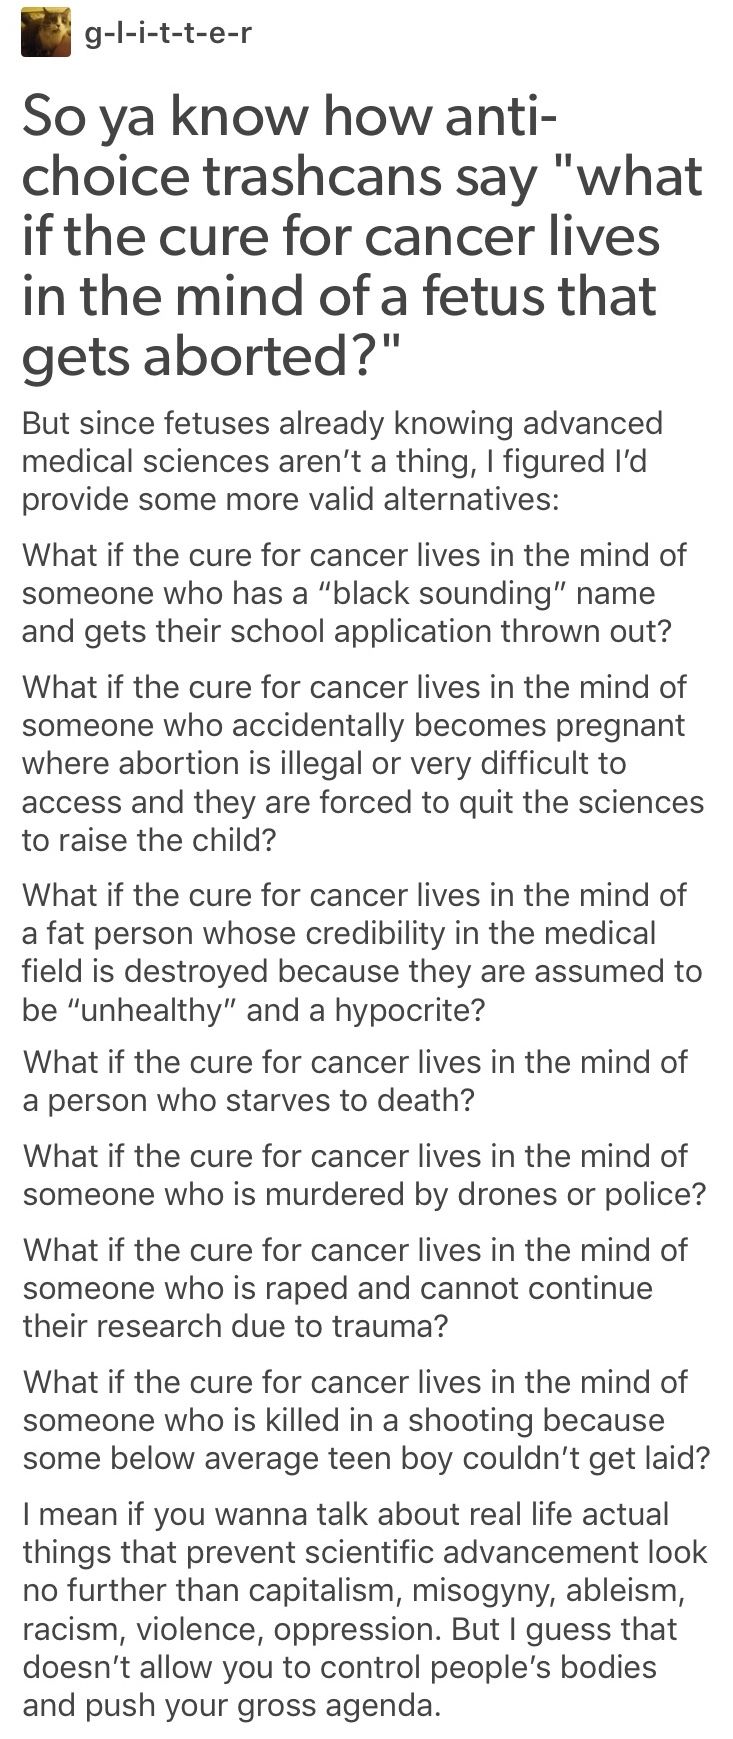 g-l-i-t-t-e-r
So ya know how anti-
choice trashcans say "what
if the cure for cancer lives
in the mind of a fetus that
gets aborted?"
But since fetuses already knowing advanced
medical sciences aren’t a thing, I figured I’d
provide some more valid alternatives:
What if the cure for cancer lives in the mind of
someone who has a “black sounding” name
and gets their school application thrown out?
What if the cure for cancer lives in the mind of
someone who accidentally becomes pregnant
where abortion is illegal or very difficult to
access and they are forced to quit the sciences
to raise the child?
What if the cure for cancer lives in the mind of
a fat person whose credibility in the medical
field is destroyed because they are assumed to
be “unhealthy” and a hypocrite?
What if the cure for cancer lives in the mind of
a person who starves to death?
What if the cure for cancer lives in the mind of
someone who is murdered by drones or police?
What if the cure for cancer lives in the mind of
someone who is raped and cannot continue
their research due to trauma?
What if the cure for cancer lives in the mind of
someone who is killed in a shooting because
some below average teen boy couldn’t get laid?
I mean if you wanna talk about real life actual
things that prevent scientific advancement look
no further than capitalism, misogyny, ableism,
racism, violence, oppression. But I guess that
doesn’t allow you to control people’s bodies
and push your gross agenda.